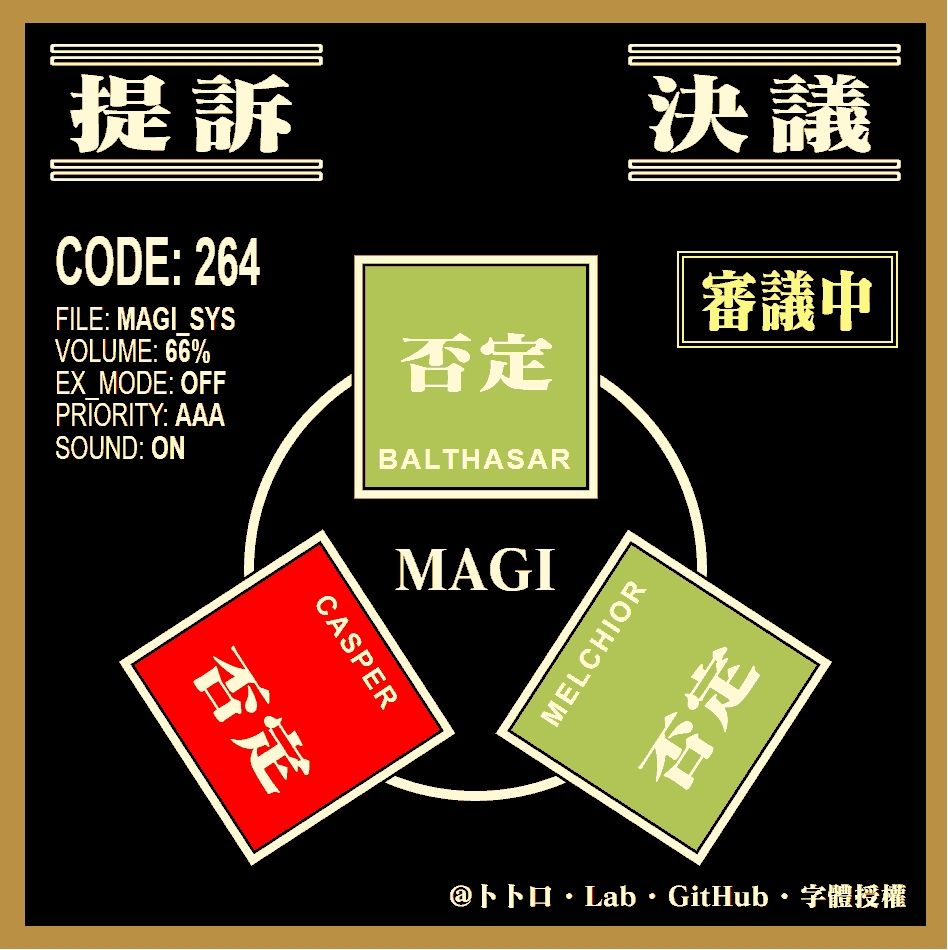 提訴
決議
CODE: 264
FILE: MAGI_SYS
VOLUME: 66%
EX_MODE: OFF
PRIORITY: AAA
SOUND: ON
審議中
否定
BALTHASAR
MAGI
CASPER
否定
MELCHIOR
否定
@トトロ・Lab・GitHub・字體授權